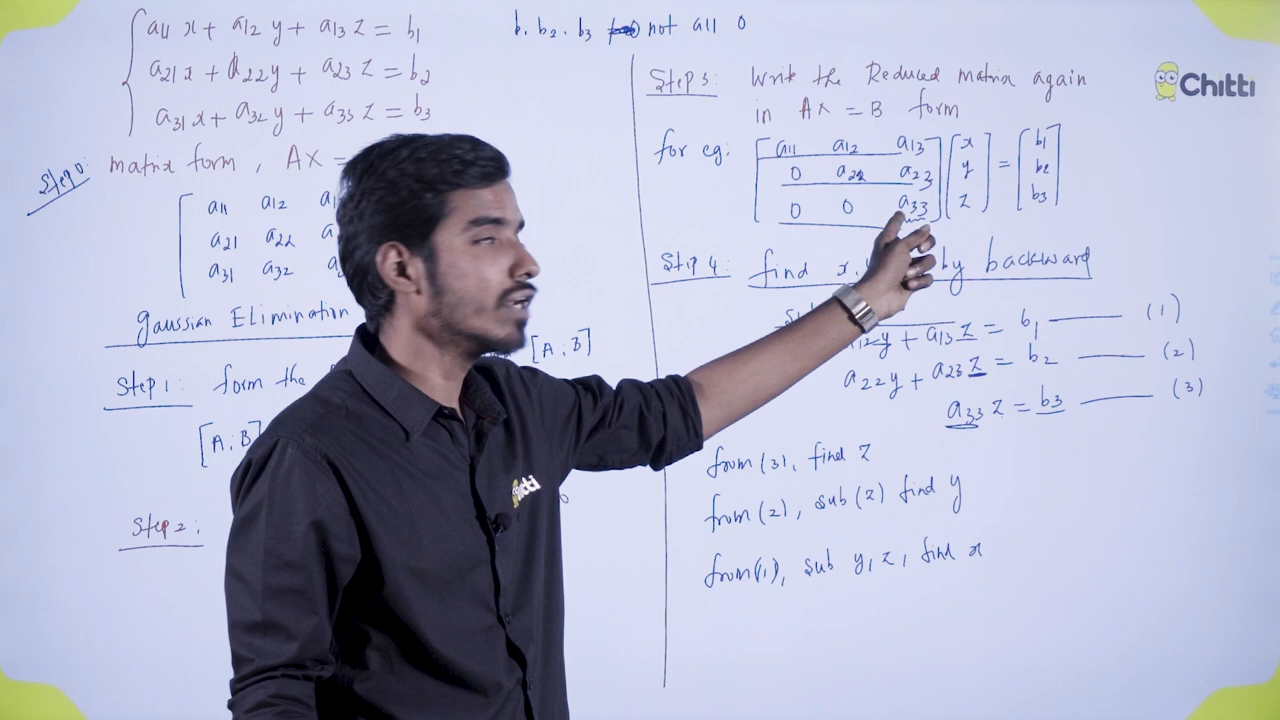 a11 x + a12 y + a13 z = b1
a21 x + a22 y + a23 z = b2
a31 x + a32 y + a33 z = b3
b. b2. b3 not all 0
Step 0:
matrix form, AX =
a11 a12
a21 a22
a31 a32
gaussian Elimination
Step 1: form the
[A:B]
[A:B]
Step 2:
Step 3: Write the Reduced matrix again
in AX = B form
for eg:
[a11 a12 a13] [x] [b1]
[0 a22 a23] [y] = [b2]
[0 0 a33] [z] [b3]
Step 4: find x. by backward
a12 y + a13 z = b1 (1)
a22 y + a23 z = b2 (2)
a33 z = b3 (3)
from (3), find z
from (2), sub (z) find y
from (1), sub y, z, find x
Chitti
Chitti